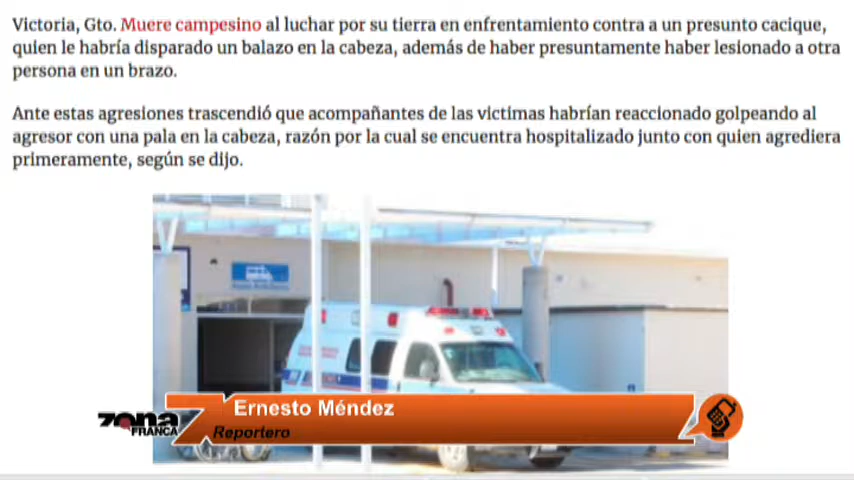 Victoria, Gto. Muere campesino al luchar por su tierra en enfrentamiento contra a un presunto cacique,
quien le habría disparado un balazo en la cabeza, además de haber presuntamente haber lesionado a otra
persona en un brazo.
Ante estas agresiones trascendió que acompañantes de las victimas habrían reaccionado golpeando al
agresor con una pala en la cabeza, razón por la cual se encuentra hospitalizado junto con quien agrediera
primeramente, según se dijo.
zona
FRANCA
Ernesto Méndez
Reportero